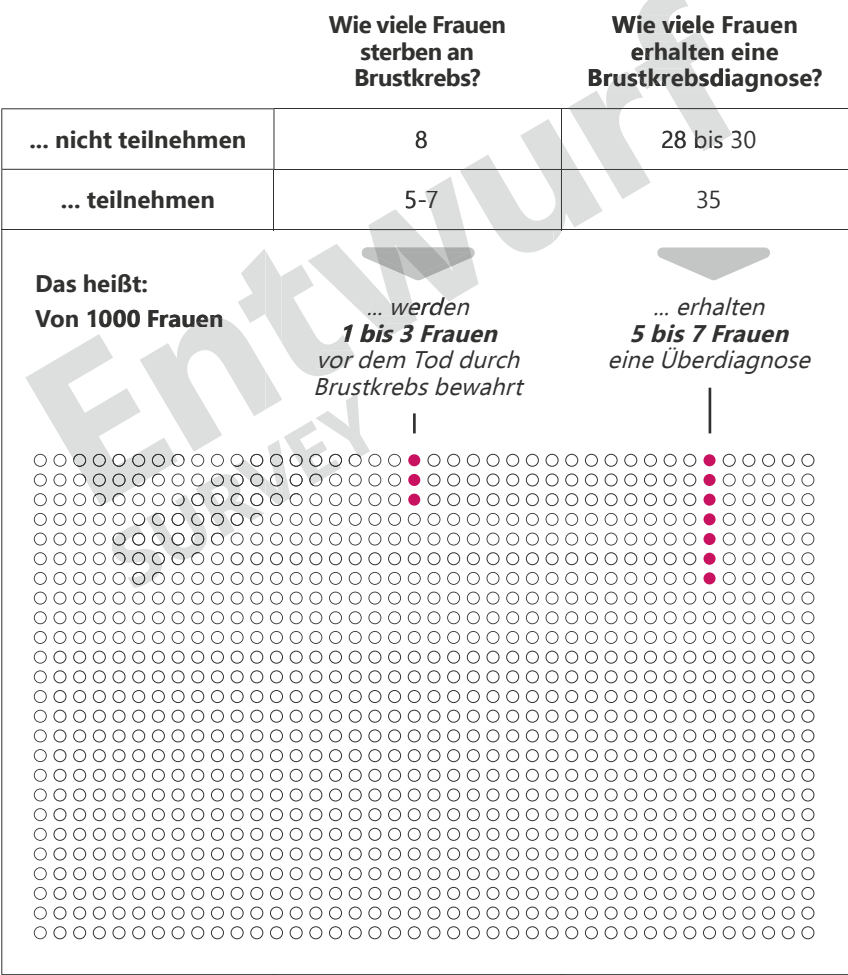 Wie viele Frauen
sterben an
Brustkrebs?
Wie viele Frauen
erhalten eine
Brustkrebsdiagnose?
... nicht teilnehmen
8
28 bis 30
... teilnehmen
5-7
35
Das heißt:
Von 1000 Frauen
... werden
1 bis 3 Frauen
vor dem Tod durch
Brustkrebs bewahrt
... erhalten
5 bis 7 Frauen
eine Überdiagnose
Entwurf
SURVEY